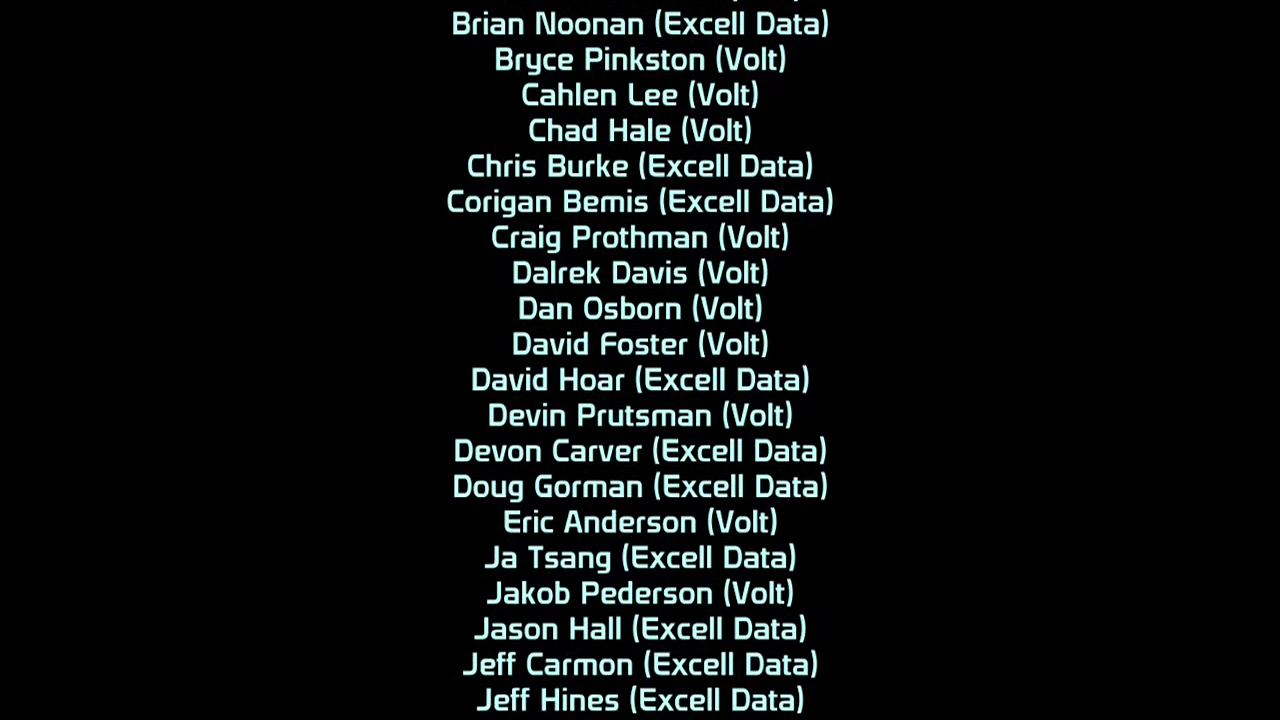 Brian Noonan (Excell Data)
Bryce Pinkston (Volt)
Cahlen Lee (Volt)
Chad Hale (Volt)
Chris Burke (Excell Data)
Corigan Bemis (Excell Data)
Craig Prothman (Volt)
Dalrek Davis (Volt)
Dan Osborn (Volt)
David Foster (Volt)
David Hoar (Excell Data)
Devin Prutsman (Volt)
Devon Carver (Excell Data)
Doug Gorman (Excell Data)
Eric Anderson (Volt)
Ja Tsang (Excell Data)
Jakob Pederson (Volt)
Jason Hall (Excell Data)
Jeff Carmon (Excell Data)
Jeff Hines (Excell Data)